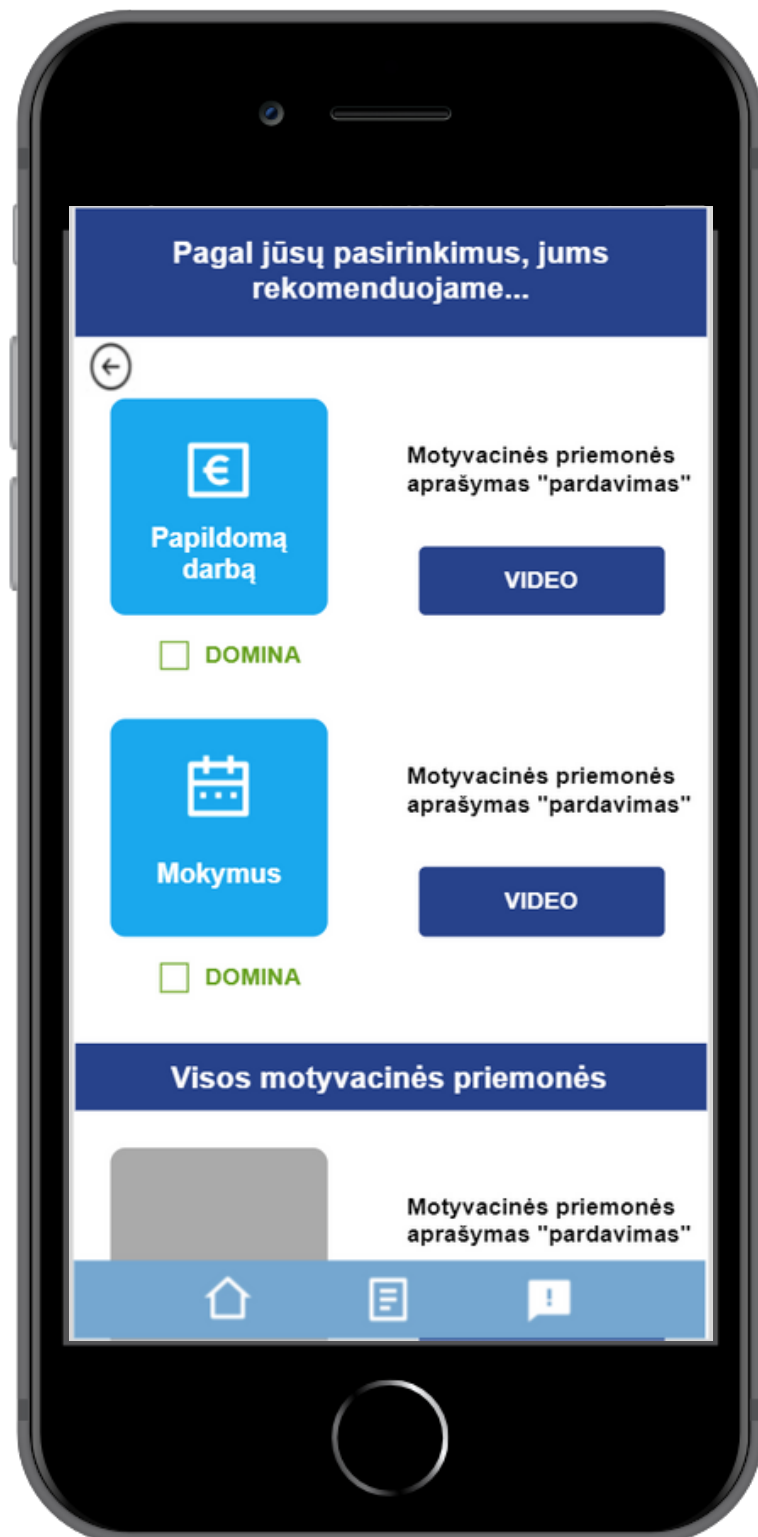 Pagal jūsų pasirinkimus, jums
rekomenduojame...
Papildomą
darbą
Motyvacinės priemonės
aprašymas "pardavimas"
VIDEO
DOMINA
Mokymus
Motyvacinės priemonės
aprašymas "pardavimas"
VIDEO
DOMINA
Visos motyvacinės priemonės
Motyvacinės priemonės
aprašymas "pardavimas"